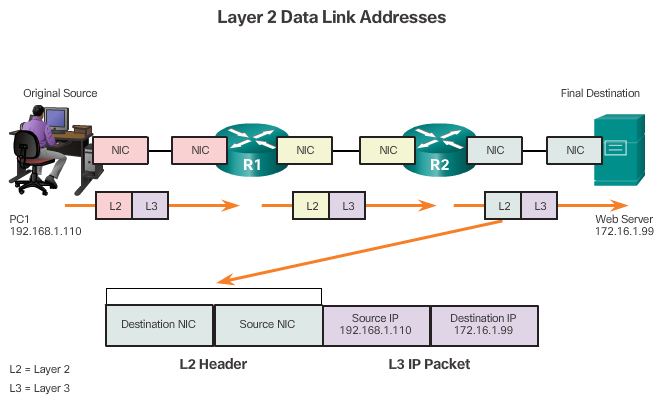 Layer 2 Data Link Addresses
Original Source
Final Destination
NIC NIC NIC NIC NIC NIC
R1 R2
L2 L3 L2 L3 L2 L3
PC1
192.168.1.110
Web Server
172.16.1.99
Destination NIC
Source NIC
Source IP
192.168.1.110
Destination IP
172.16.1.99
L2 Header
L3 IP Packet
L2 = Layer 2
L3 = Layer 3